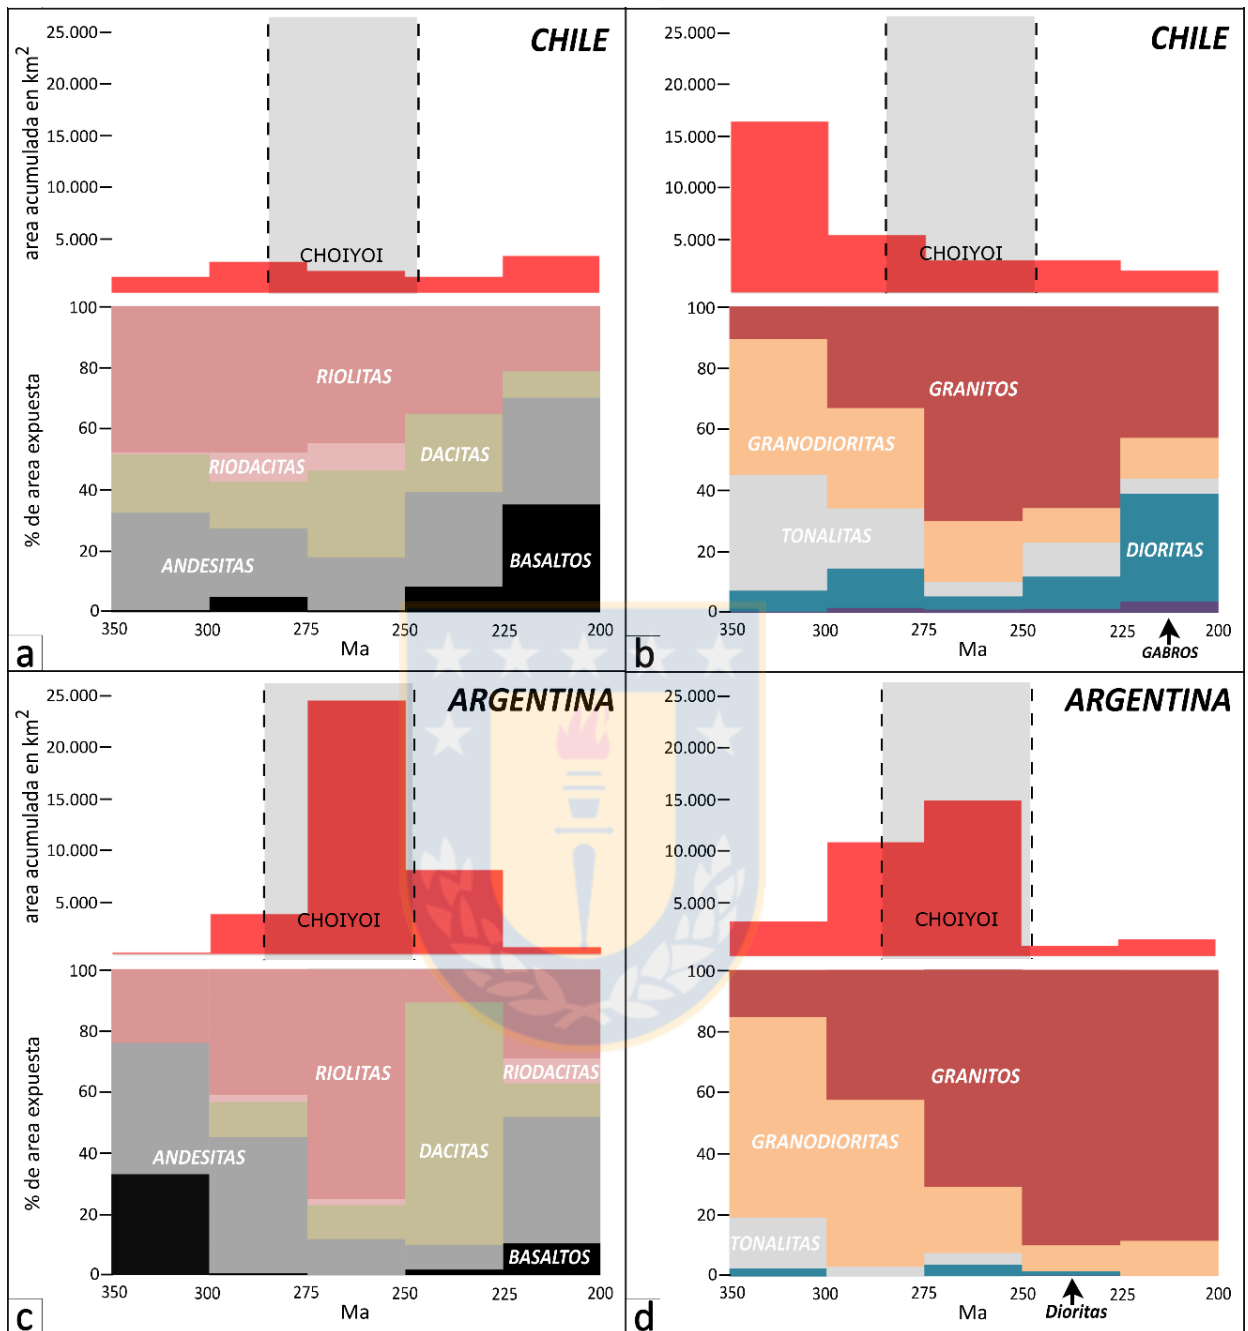 CHILE
area acumulada en km²
25.000
20.000
15.000
10.000
5.000
CHOIYOI
% de area expuesta
100
80
60
40
20
0
RIOLITAS
RIODACITAS
DACITAS
ANDESITAS
BASALTOS
350 300 275 250 225 200
Ma
a
CHILE
25.000
20.000
15.000
10.000
5.000
CHOIYOI
100
80
60
40
20
0
GRANITOS
GRANODIORITAS
TONALITAS
DIORITAS
350 300 275 250 225 200
Ma
GABROS
b
ARGENTINA
area acumulada en km²
25.000
20.000
15.000
10.000
5.000
CHOIYOI
% de area expuesta
100
80
60
40
20
0
RIOLITAS
RIODACITAS
DACITAS
ANDESITAS
BASALTOS
350 300 275 250 225 200
Ma
c
ARGENTINA
25.000
20.000
15.000
10.000
5.000
CHOIYOI
100
80
60
40
20
0
GRANITOS
GRANODIORITAS
TONALITAS
350 300 275 250 225 200
Ma
Dioritas
d